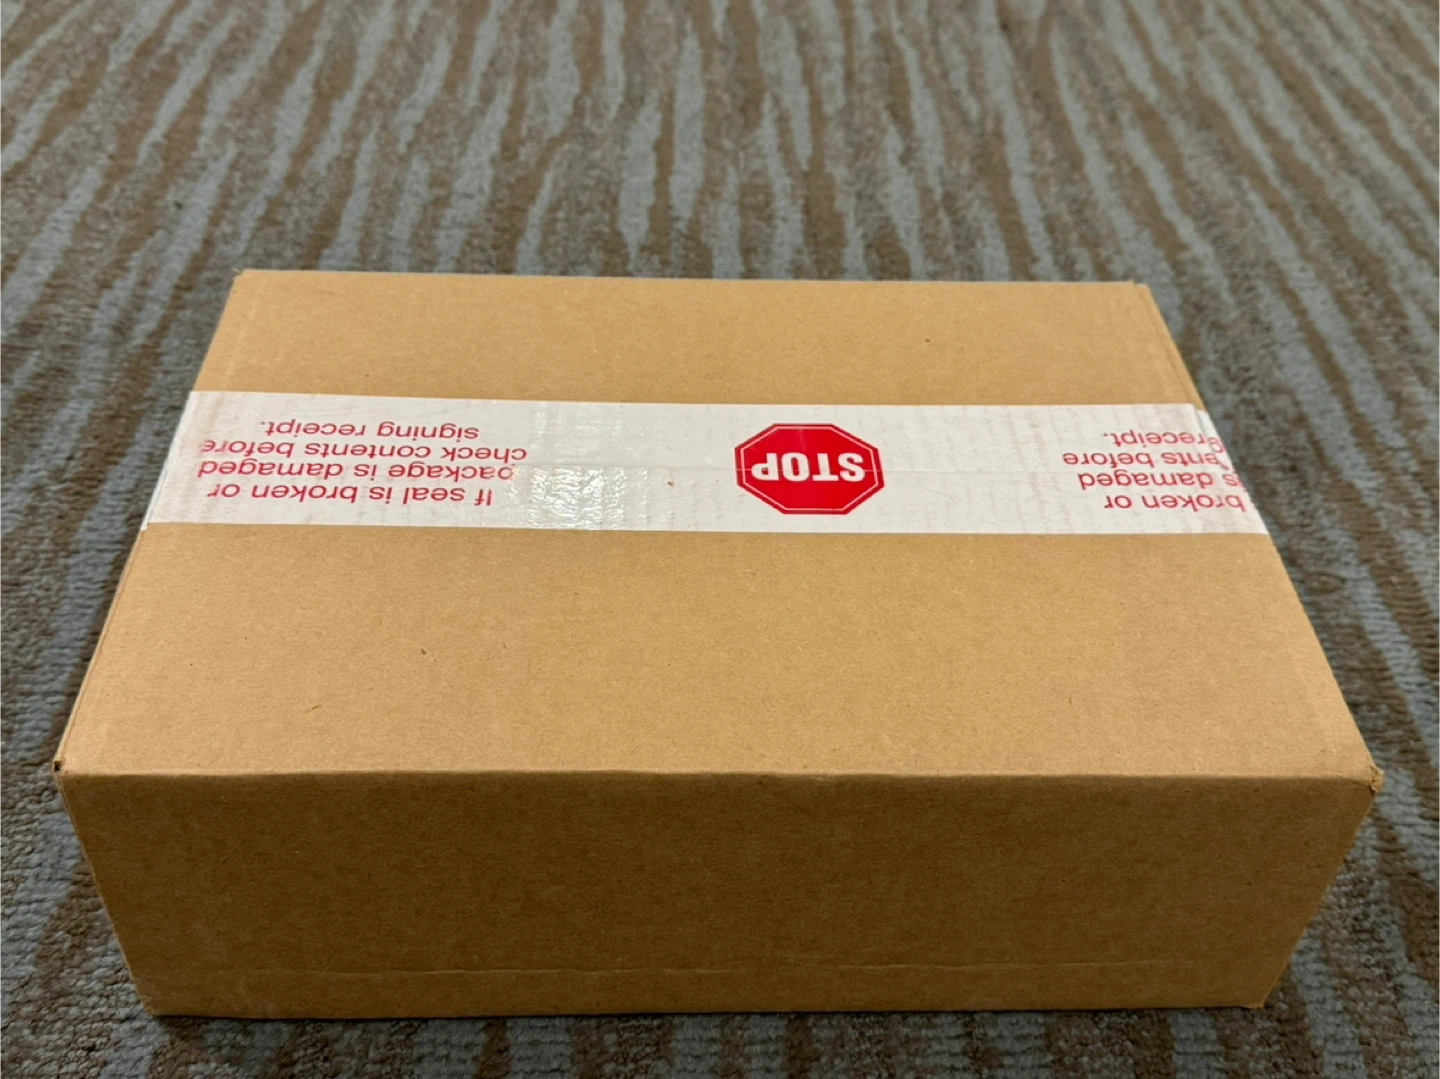 If seal is broken or
package is damaged
check contents before
signing receipt.
STOP
broken or
is damaged
before
receipt.